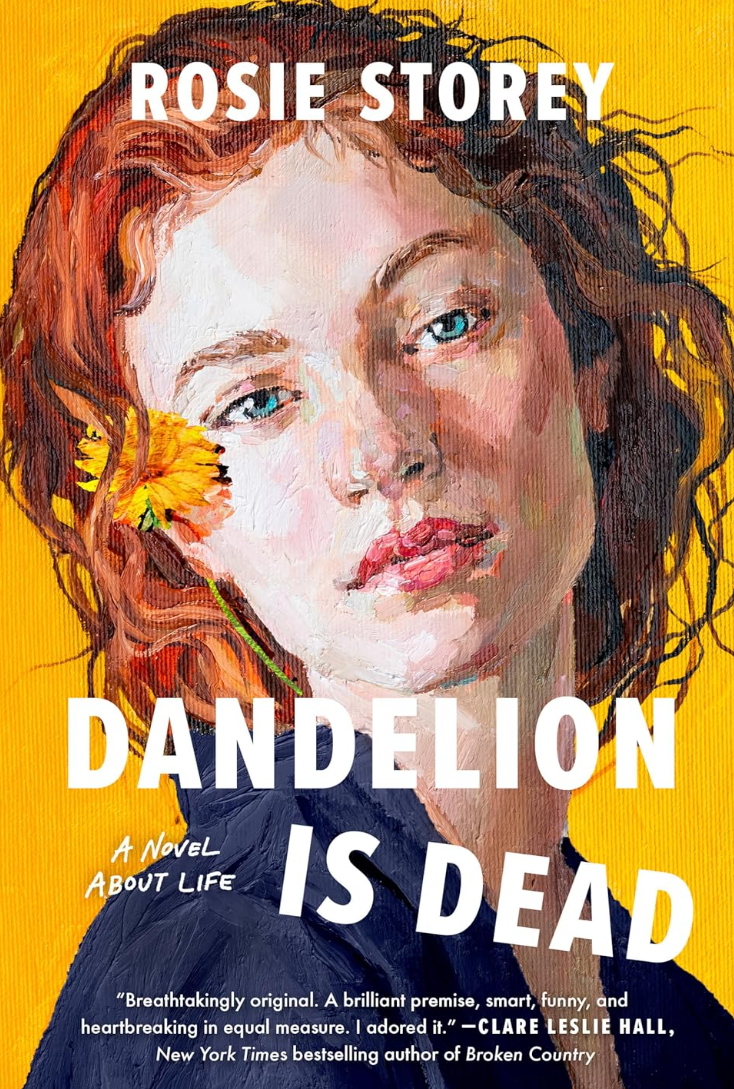 ROSIE STOREY
DANDELION
A NOVEL
ABOUT LIFE
IS DEAD
“Breathtakingly original. A brilliant premise, smart, funny, and
heartbreaking in equal measure. I adored it.” —CLARE LESLIE HALL,
New York Times bestselling author of Broken Country